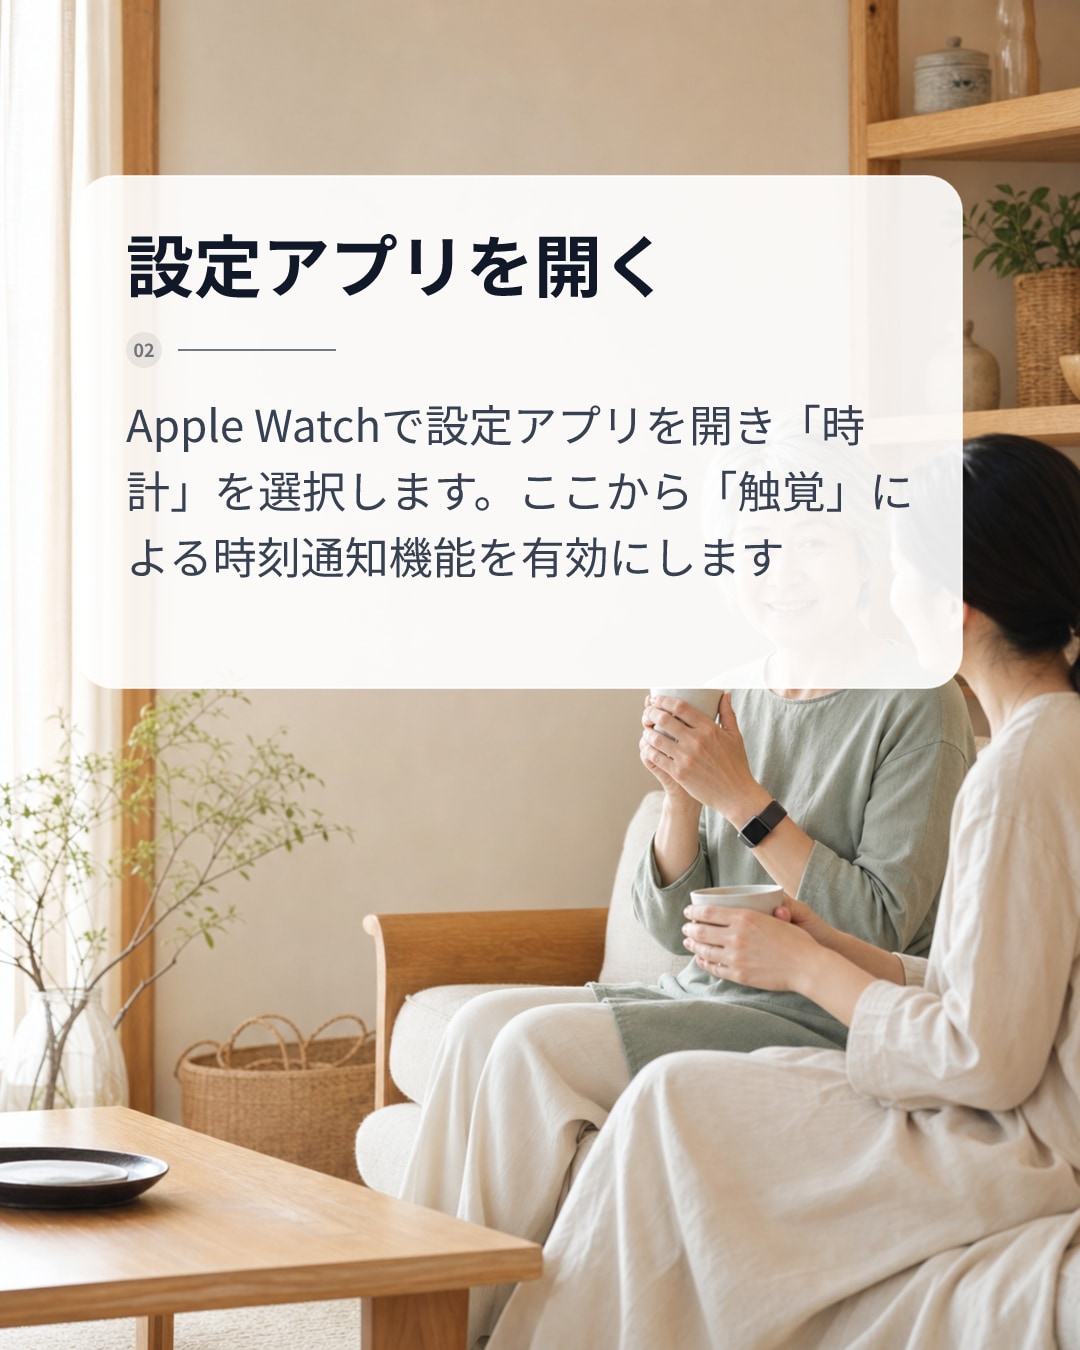 設定アプリを開く
02
Apple Watchで設定アプリを開き「時
計」を選択します。ここから「触覚」に
よる時刻通知機能を有効にします